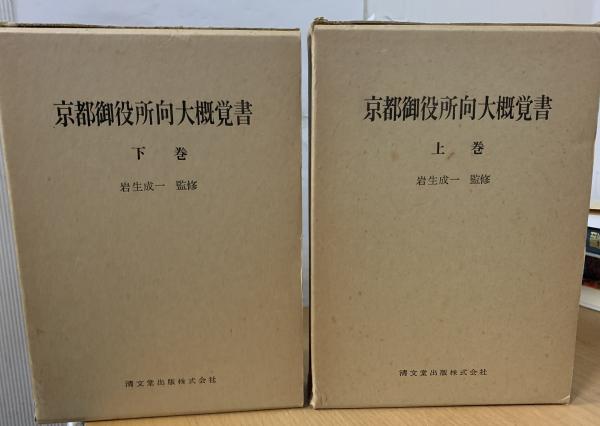 京都御役所向大概覚書
下巻
岩生成一 監修
清文堂出版株式会社
京都御役所向大概覚書
上巻
岩生成一 監修
清文堂出版株式会社